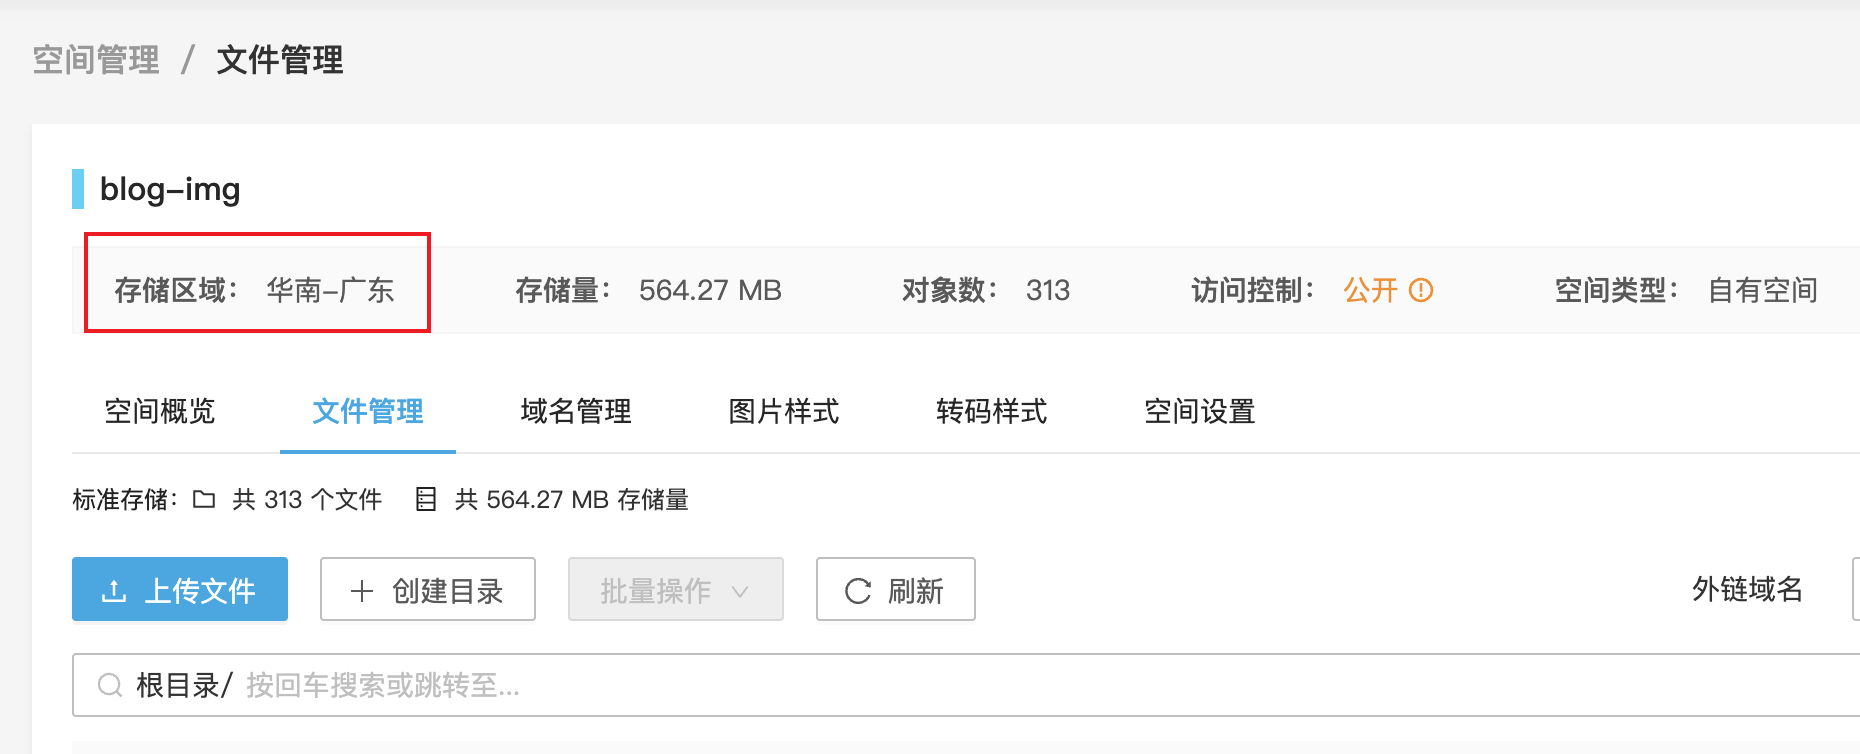 空间管理 / 文件管理
blog-img
存储区域： 华南-广东 存储量： 564.27 MB 对象数： 313 访问控制： 公开 空间类型： 自有空间
空间概览 文件管理 域名管理 图片样式 转码样式 空间设置
标准存储： 共 313 个文件 共 564.27 MB 存储量
上传文件 创建目录 批量操作 刷新 外链域名
根目录/ 按回车搜索或跳转至...